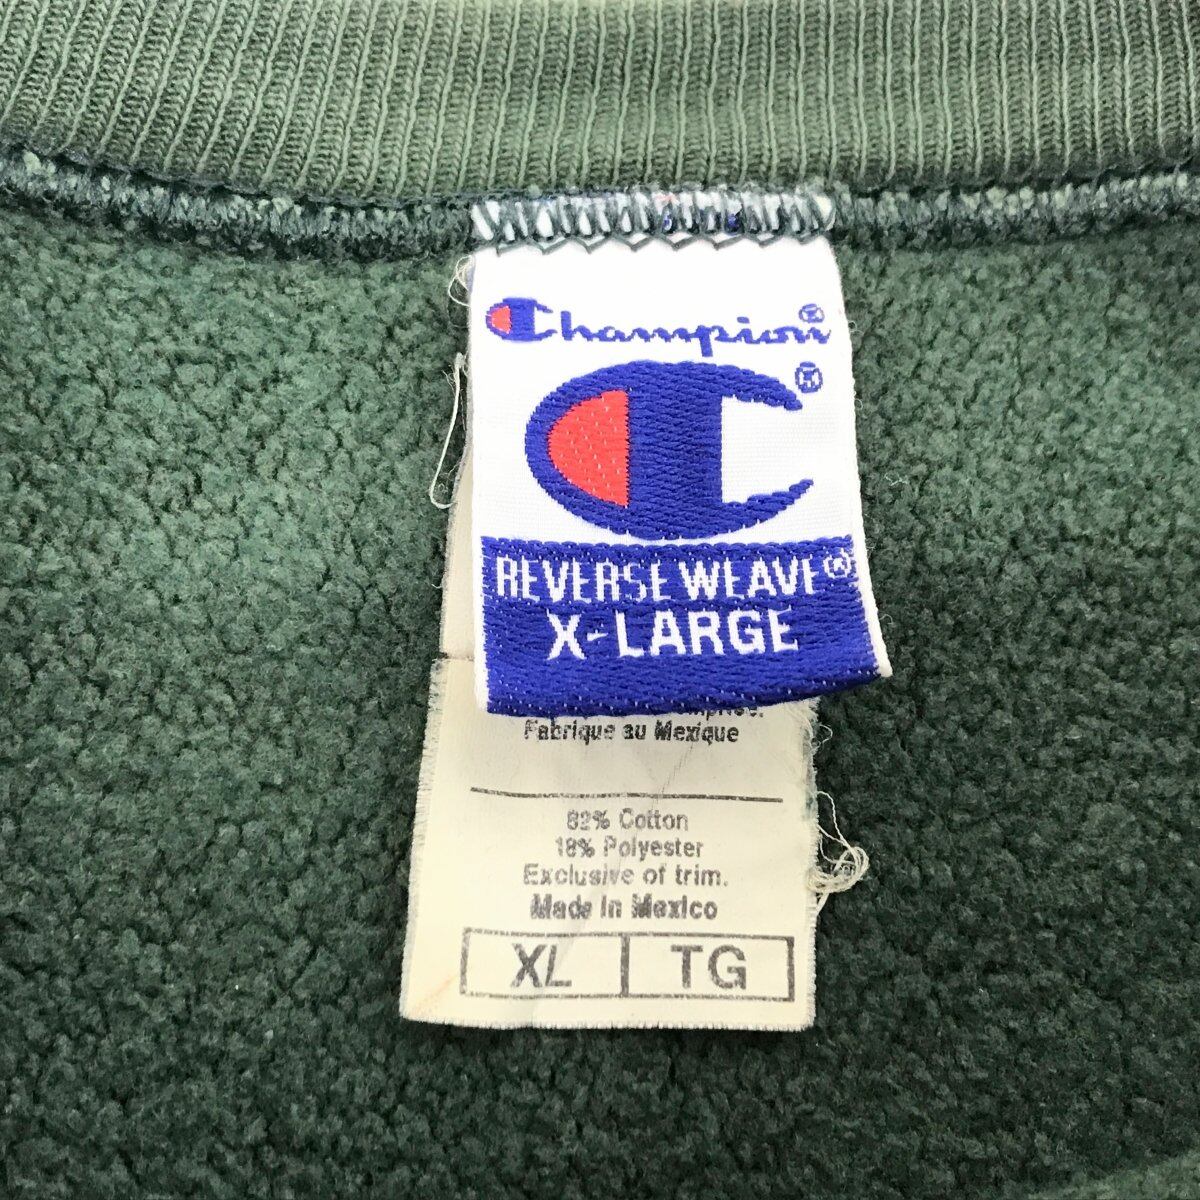 Champion®
®
REVERSE WEAVE®
X-LARGE
Fabrique au Mexique
82% Cotton
18% Polyester
Exclusive of trim.
Made In Mexico
XL TG